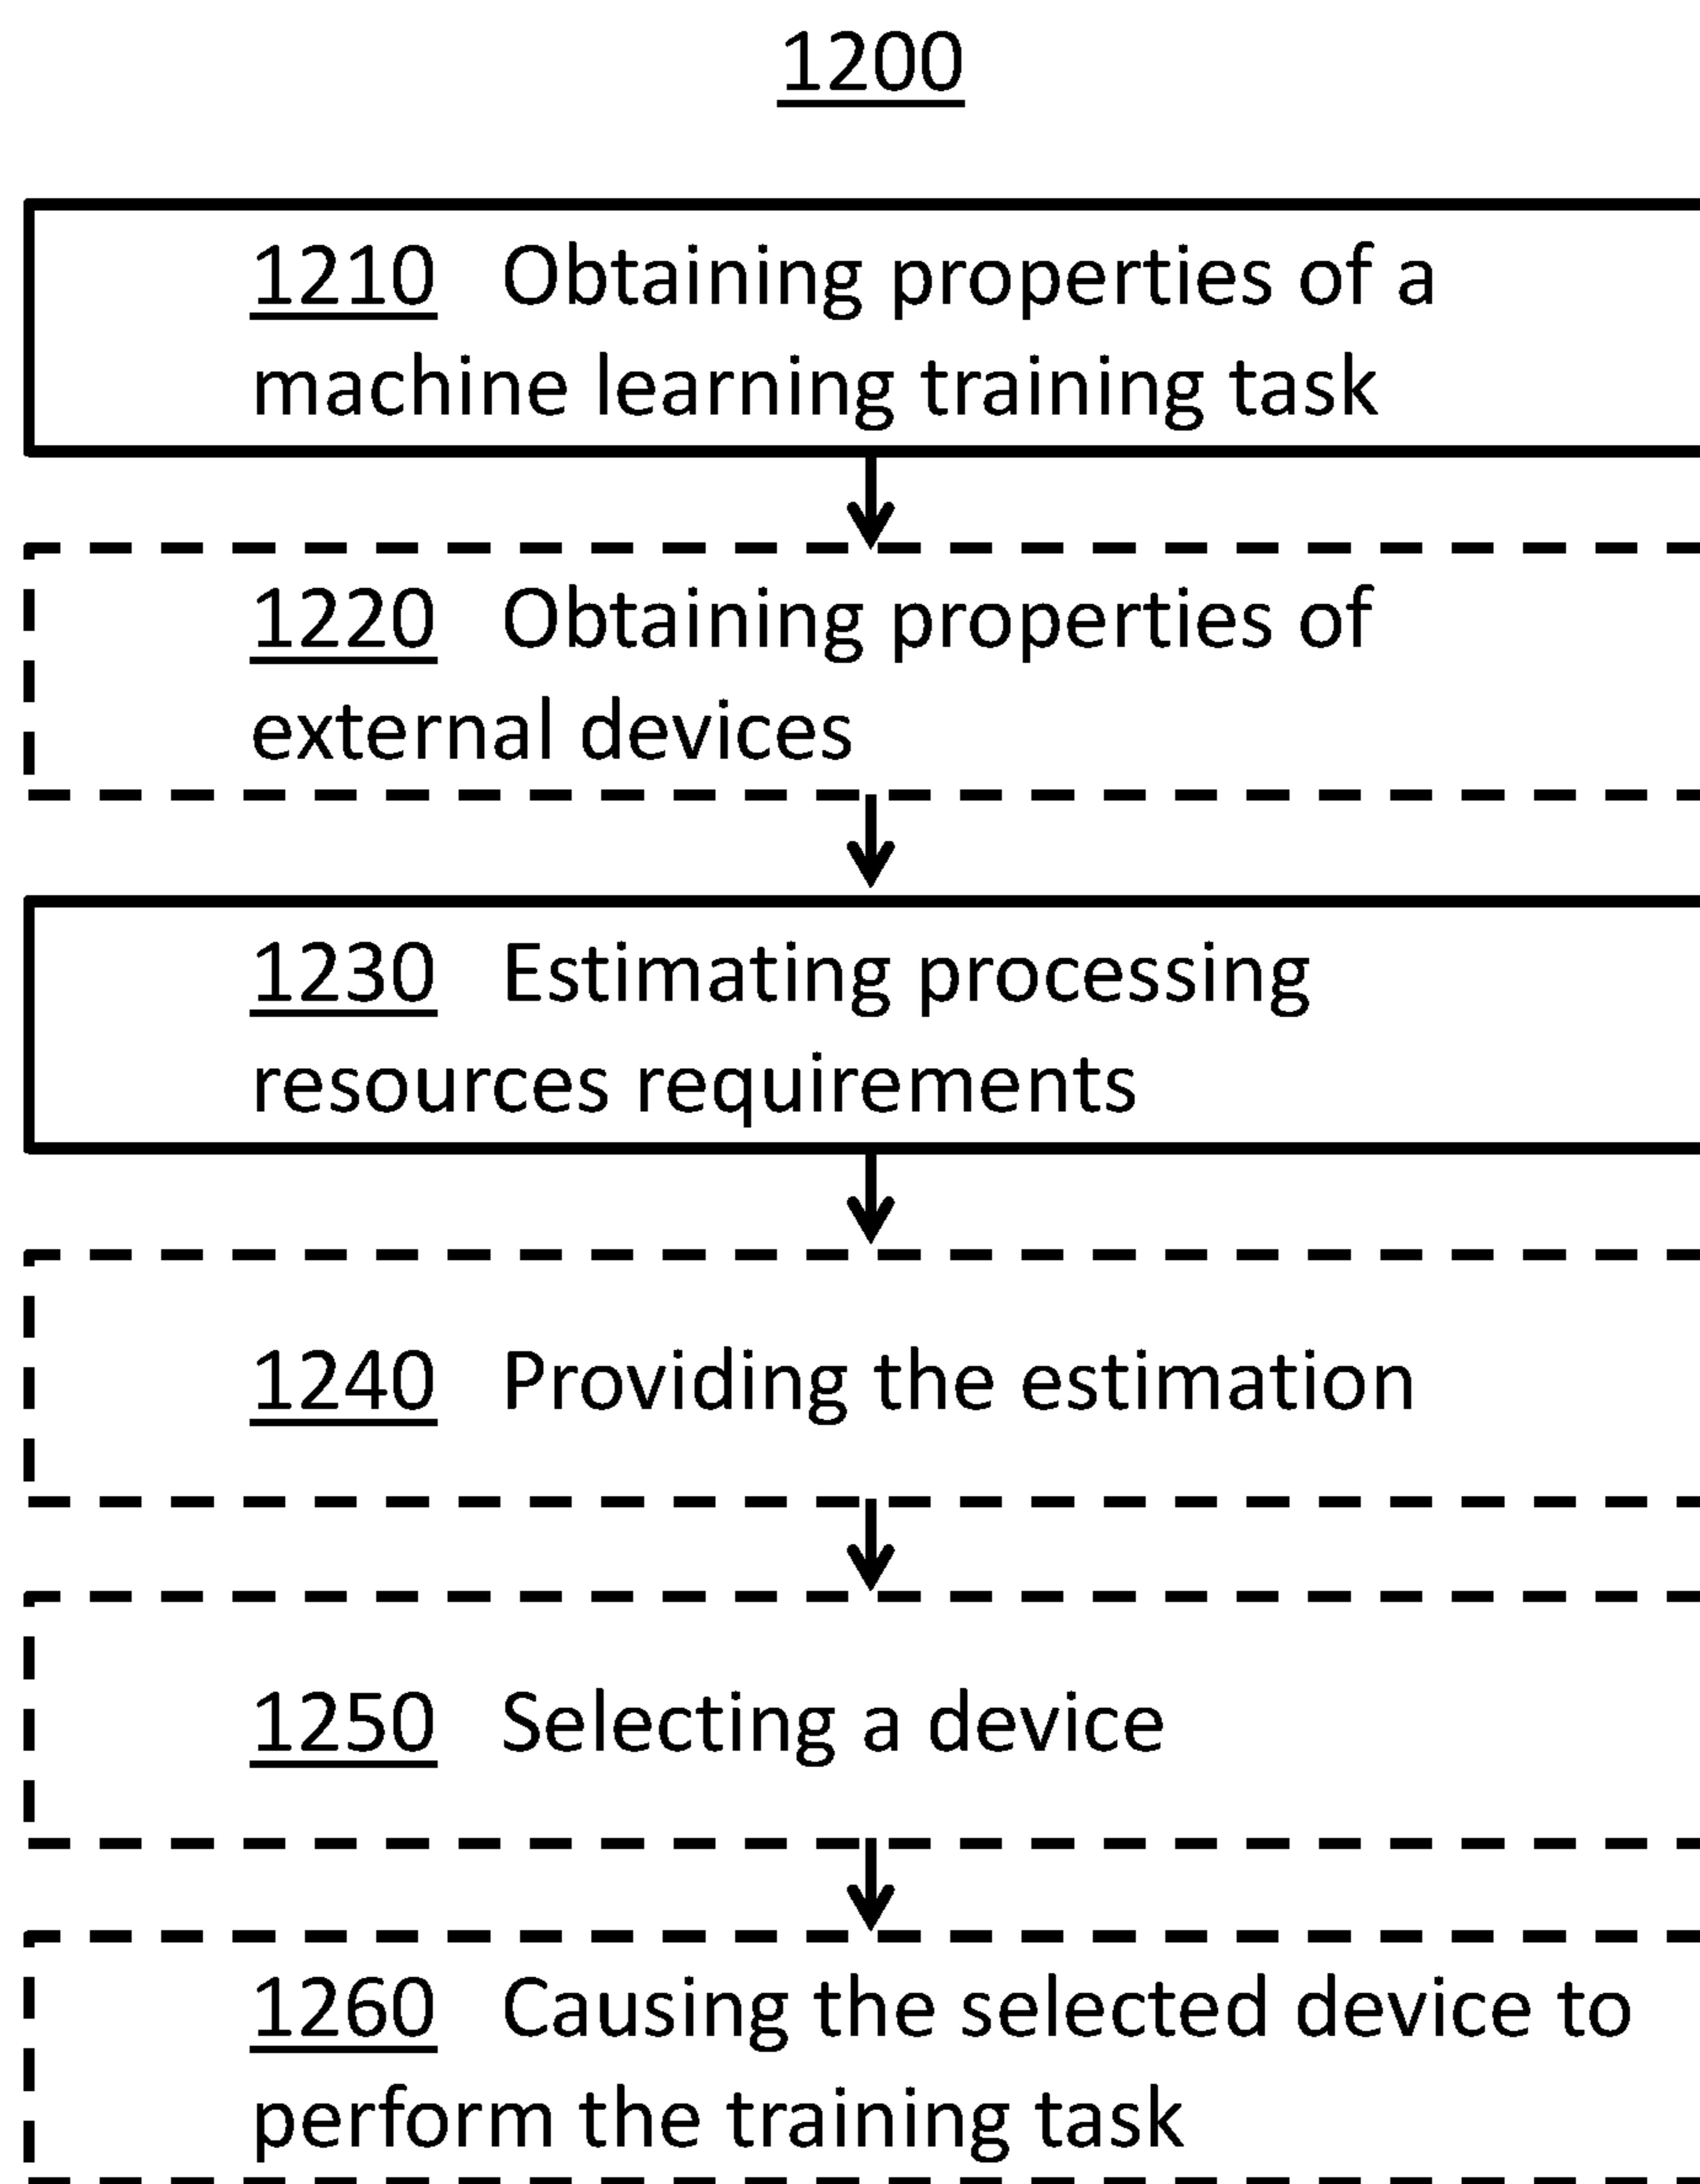 1200
1210 Obtaining properties of a
machine learning training task
1220 Obtaining properties of
external devices
1230 Estimating processing
resources requirements
1240 Providing the estimation
1250 Selecting a device
1260 Causing the selected device to
perform the training task